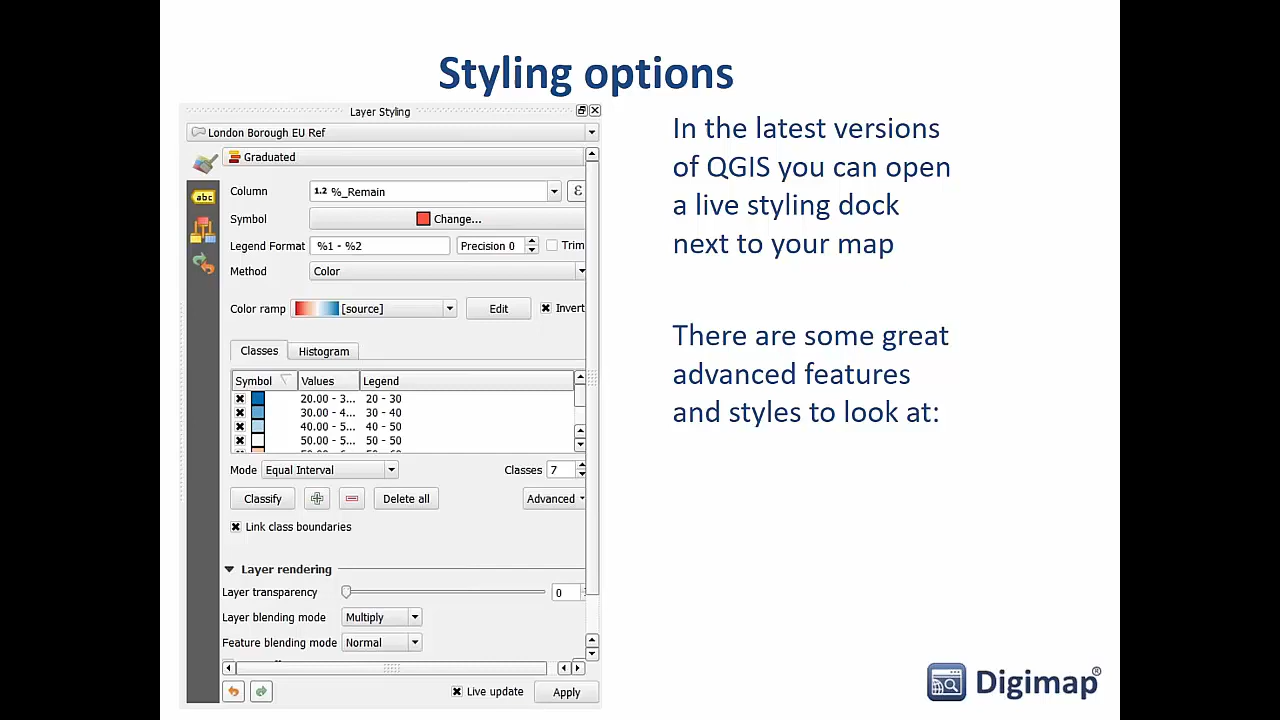 Styling options
Layer Styling
London Borough EU Ref
Graduated
Column 1.2 %_Remain ε
Symbol Change...
Legend Format %1 - %2 Precision 0 Trim
Method Color
Color ramp [source] Edit Invert
Classes Histogram
Symbol Values Legend
20.00 - 3... 20 - 30
30.00 - 4... 30 - 40
40.00 - 5... 40 - 50
50.00 - 5... 50 - 50
Mode Equal Interval Classes 7
Classify Delete all Advanced
Link class boundaries
Layer rendering
Layer transparency 0
Layer blending mode Multiply
Feature blending mode Normal
Live update Apply
abc
In the latest versions
of QGIS you can open
a live styling dock
next to your map
There are some great
advanced features
and styles to look at:
Digimap®